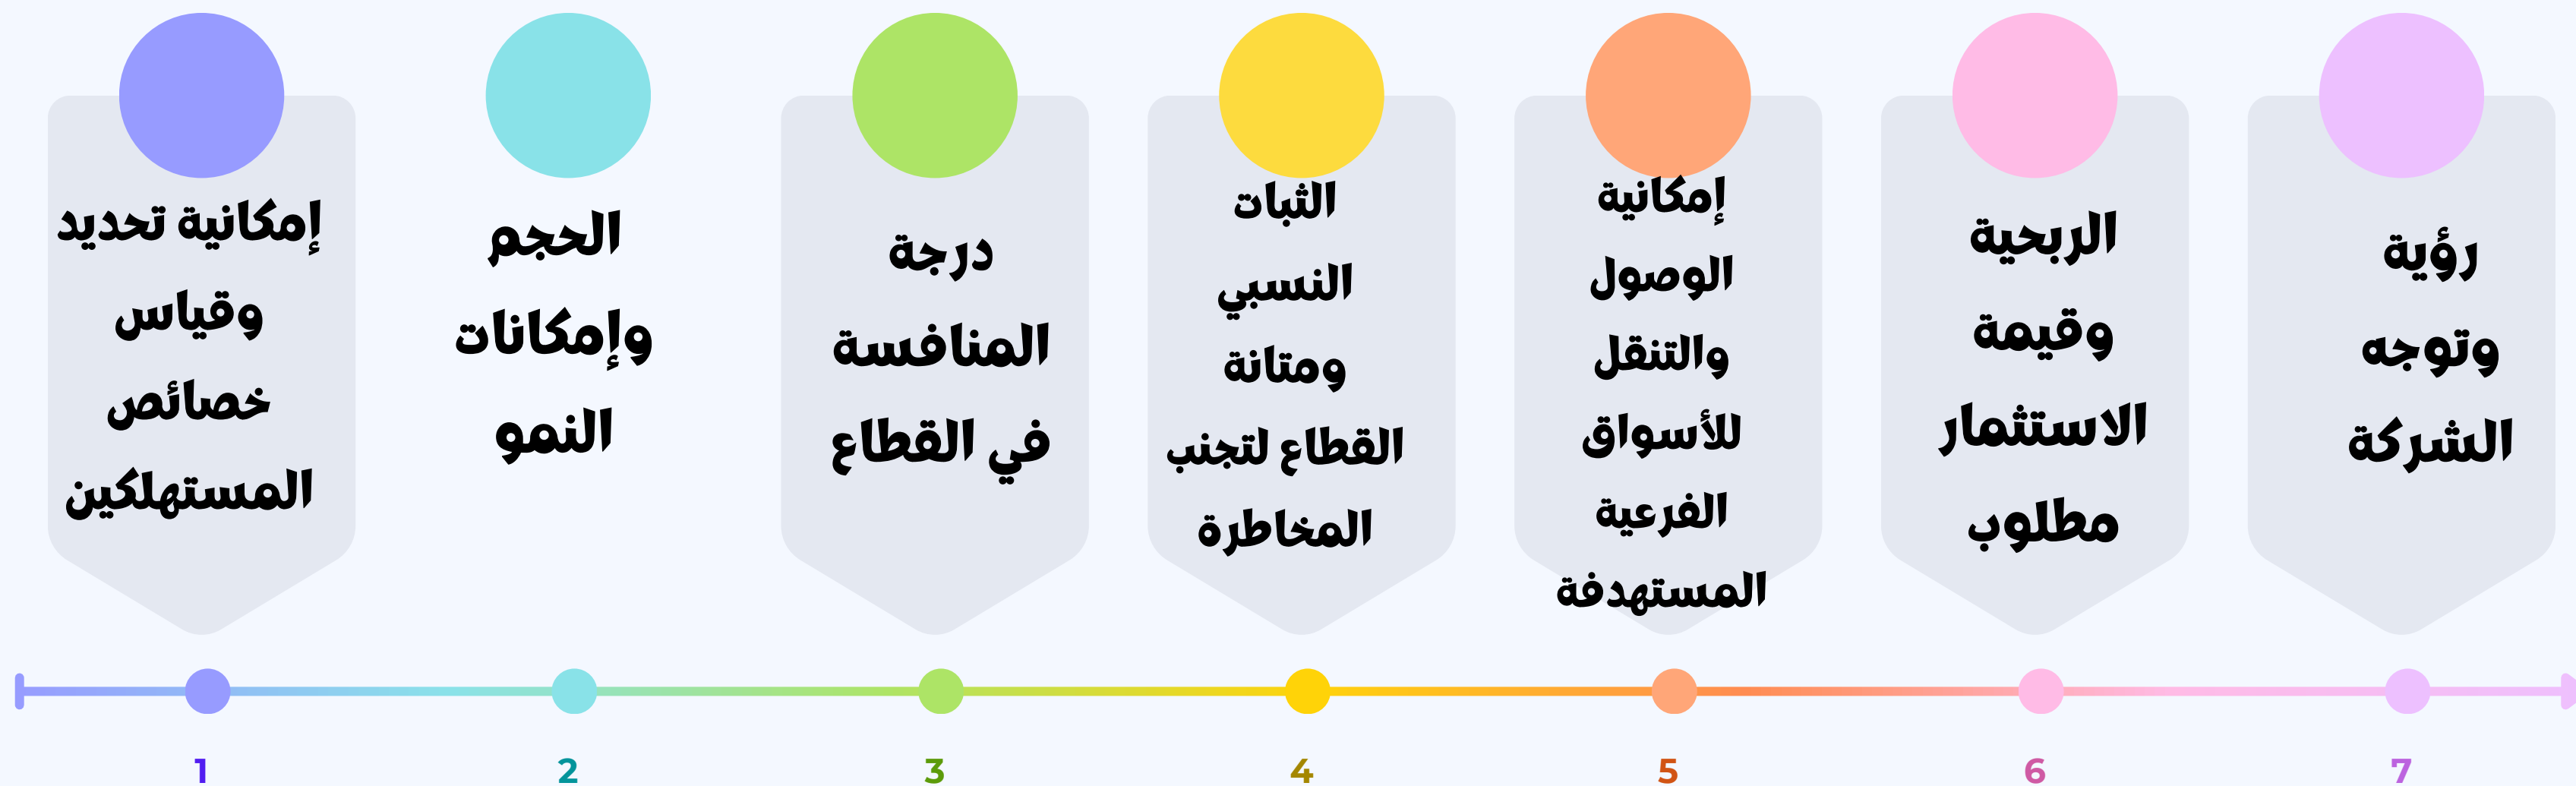 إمكانية تحديد
وقياس
خصائص
المستهلكين
1
الحجم
وإمكانات
النمو
2
درجة
المنافسة
في القطاع
3
الثبات
النسبي
ومتانة
القطاع لتجنب
المخاطرة
4
إمكانية
الوصول
والتنقل
للأسواق
الفرعية
المستهدفة
5
الربحية
وقيمة
الاستثمار
مطلوب
6
رؤية
وتوجه
الشركة
7